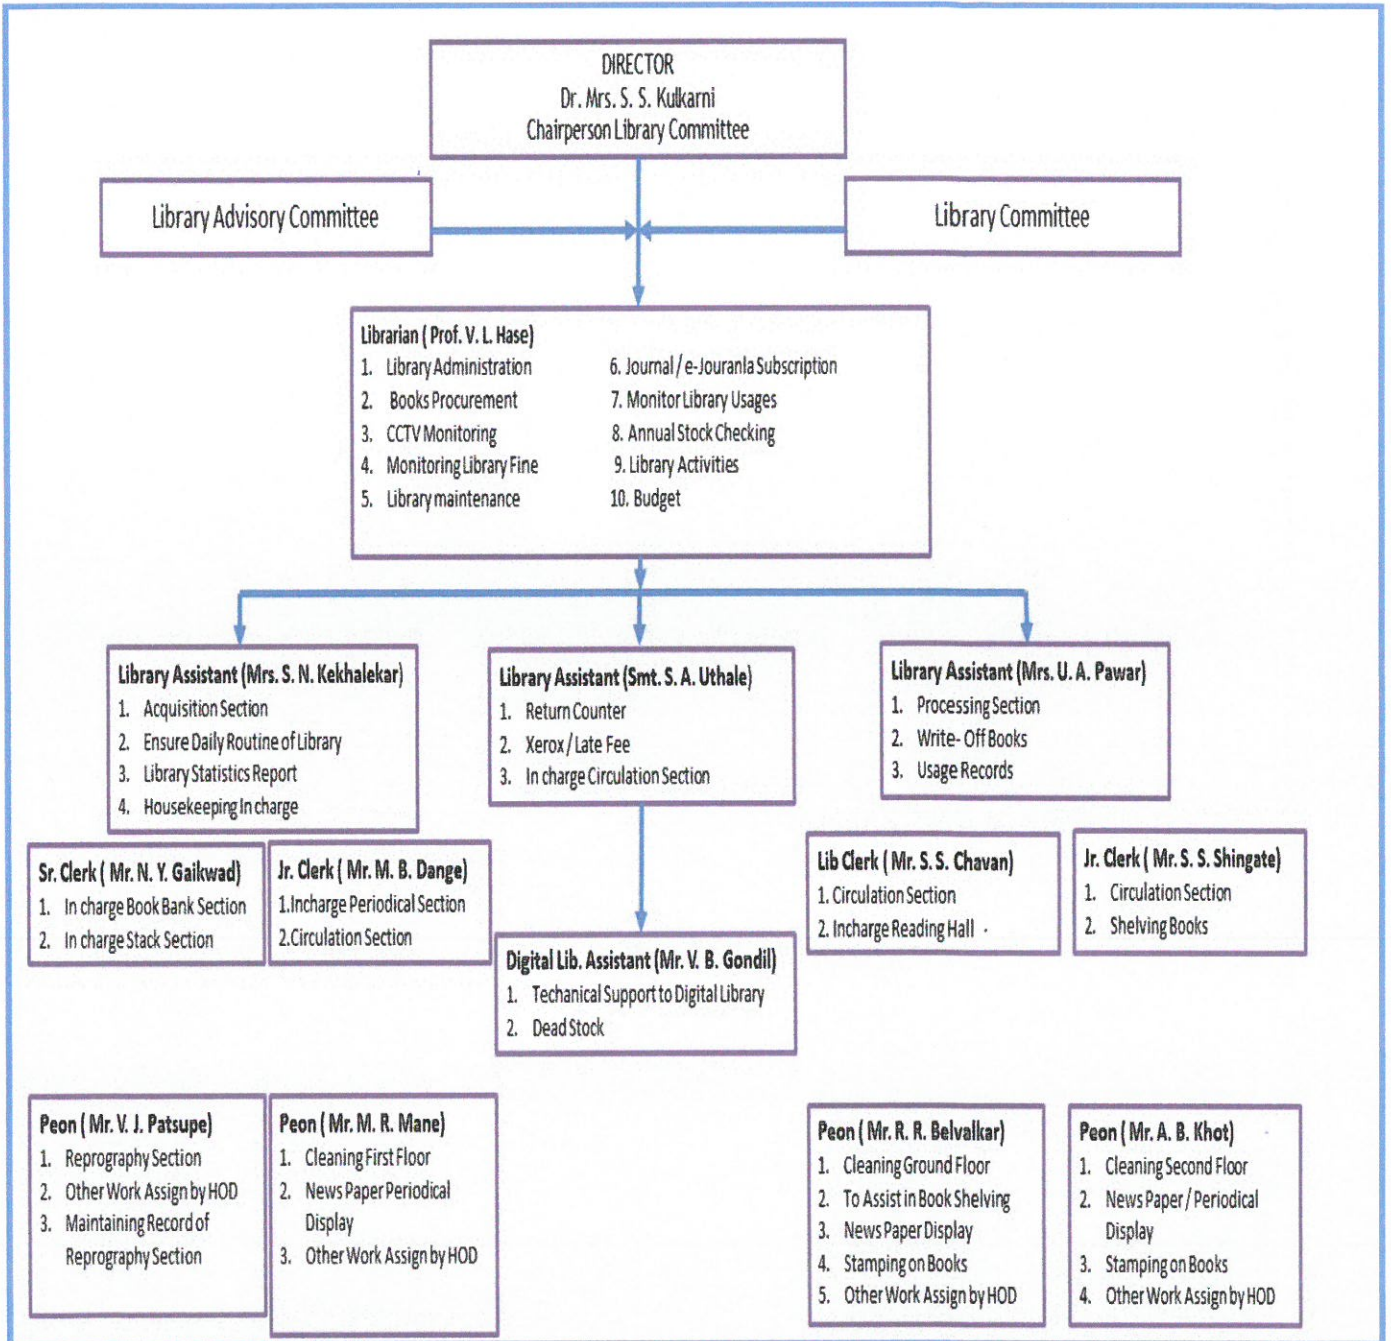 DIRECTOR
Dr. Mrs. S. S. Kulkarni
Chairperson Library Committee
Library Advisory Committee
Library Committee
Librarian ( Prof. V. L. Hase)
1. Library Administration
2. Books Procurement
3. CCTV Monitoring
4. Monitoring Library Fine
5. Library maintenance
6. Journal / e-Jouranla Subscription
7. Monitor Library Usages
8. Annual Stock Checking
9. Library Activities
10. Budget
Library Assistant (Mrs. S. N. Kekhalekar)
1. Acquisition Section
2. Ensure Daily Routine of Library
3. Library Statistics Report
4. Housekeeping In charge
Library Assistant (Smt. S. A. Uthale)
1. Return Counter
2. Xerox / Late Fee
3. In charge Circulation Section
Library Assistant (Mrs. U. A. Pawar)
1. Processing Section
2. Write- Off Books
3. Usage Records
Sr. Clerk ( Mr. N. Y. Gaikwad)
1. In charge Book Bank Section
2. In charge Stack Section
Jr. Clerk ( Mr. M. B. Dange)
1.Incharge Periodical Section
2.Circulation Section
Digital Lib. Assistant (Mr. V. B. Gondil)
1. Techanical Support to Digital Library
2. Dead Stock
Lib Clerk ( Mr. S. S. Chavan)
1. Circulation Section
2. Incharge Reading Hall
Jr. Clerk ( Mr. S. S. Shingate)
1. Circulation Section
2. Shelving Books
Peon ( Mr. V. J. Patsupe)
1. Reprography Section
2. Other Work Assign by HOD
3. Maintaining Record of
Reprography Section
Peon ( Mr. M. R. Mane)
1. Cleaning First Floor
2. News Paper Periodical
Display
3. Other Work Assign by HOD
Peon ( Mr. R. R. Belvalkar)
1. Cleaning Ground Floor
2. To Assist in Book Shelving
3. News Paper Display
4. Stamping on Books
5. Other Work Assign by HOD
Peon ( Mr. A. B. Khot)
1. Cleaning Second Floor
2. News Paper / Periodical
Display
3. Stamping on Books
4. Other Work Assign by HOD